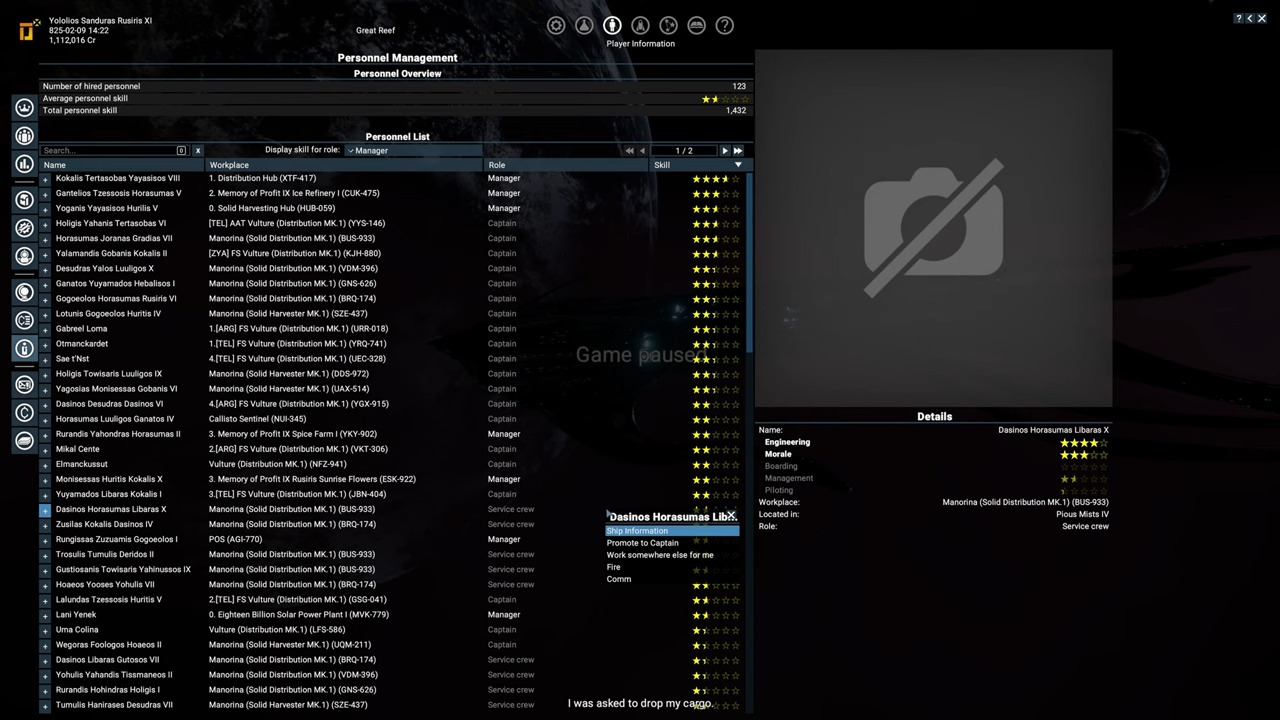 Yololios Sanduras Rusiris XI
825-02-09 14:22
1,112,016 Cr
Great Reef
Player Information
Personnel Management
Personnel Overview
Number of hired personnel 123
Average personnel skill
Total personnel skill 1,432
Personnel List
Search... 0 x Display skill for role: Manager 1 / 2
Name Workplace Role Skill
Kokalis Tertosabas Yayasisos VIII 1. Distribution Hub (XTF-417) Manager
Gantelios Tzessosis Horasumas V 2. Memory of Profit IX Ice Refinery I (CUK-475) Manager
Yoganis Yayasisos Hurilis V 0. Solid Harvesting Hub (HUB-059) Manager
Holigis Yahanis Tertosabas VI [TEL] AAT Vulture (Distribution MK.1) (YYS-146) Captain
Horasumas Joranas Gradias VII Manorina (Solid Distribution MK.1) (BUS-933) Captain
Yalamandis Gobanis Kokalis II [ZYA] FS Vulture (Distribution MK.1) (KJH-880) Captain
Desudras Yalos Luuligos X Manorina (Solid Distribution MK.1) (VDM-396) Captain
Ganatos Yuyamados Hebalisos I Manorina (Solid Distribution MK.1) (GNS-626) Captain
Gogoeolos Horasumas Rusiris VI Manorina (Solid Distribution MK.1) (BRQ-174) Captain
Lotunis Gogoeolos Huritis IV Manorina (Solid Harvester MK.1) (SZE-437) Captain
Gabreel Loma 1.[ARG] FS Vulture (Distribution MK.1) (URR-018) Captain
Otmanckardet 1.[TEL] FS Vulture (Distribution MK.1) (YRQ-741) Captain
Sae t'Nst 4.[TEL] FS Vulture (Distribution MK.1) (UEC-328) Captain
Holigis Towisaris Luuligos IX Manorina (Solid Harvester MK.1) (DDS-972) Captain
Yagosias Monisessas Gobanis VI Manorina (Solid Harvester MK.1) (UAX-514) Captain
Dasinos Desudras Dasinos VI 4.[ARG] FS Vulture (Distribution MK.1) (YGX-915) Captain
Horasumas Luuligos Ganatos IV Callisto Sentinel (NUI-345) Captain
Rurandis Yahondras Horasumas II 3. Memory of Profit IX Spice Farm I (YKY-902) Manager
Mikal Cente 2.[ARG] FS Vulture (Distribution MK.1) (VKT-306) Captain
Elmanckussut Vulture (Distribution MK.1) (NFZ-941) Captain
Monisessas Huritis Kokalis X 3. Memory of Profit IX Rusiris Sunrise Flowers (ESK-922) Manager
Yuyamados Libaras Kokalis I 3.[TEL] FS Vulture (Distribution MK.1) (JBN-404) Captain
Dasinos Horasumas Libaras X Manorina (Solid Distribution MK.1) (BUS-933) Service crew
Zusilas Kokalis Dasinos IV Manorina (Solid Distribution MK.1) (BRQ-174) Service crew
Rungissas Zuzuamis Gogoeolos I POS (AGI-770) Manager
Trosulis Tumulis Deridos II Manorina (Solid Distribution MK.1) (BUS-933) Service crew
Gustiosanis Towisaris Yahinussos IX Manorina (Solid Distribution MK.1) (BUS-933) Service crew
Hoaeos Yooses Yohulis VII Manorina (Solid Distribution MK.1) (BRQ-174) Service crew
Lalundas Tzessosis Huritis V 2.[TEL] FS Vulture (Distribution MK.1) (GSG-041) Captain
Lani Yenek 0. Eighteen Billion Solar Power Plant I (MVK-779) Manager
Uma Colina Vulture (Distribution MK.1) (LFS-586) Captain
Wegoras Foologos Hoaeos II Manorina (Solid Harvester MK.1) (UQM-211) Captain
Dasinos Libaras Gutosos VII Manorina (Solid Distribution MK.1) (BRQ-174) Service crew
Yohulis Yahandis Tissmaneos II Manorina (Solid Distribution MK.1) (VDM-396) Service crew
Rurandis Hohindras Holigis I Manorina (Solid Distribution MK.1) (GNS-626) Service crew
Tumulis Hanirases Desudras VII Manorina (Solid Harvester MK.1) (SZE-437) Service crew
Game paused
Dasinos Horasumas Lib...
Ship Information
Promote to Captain
Work somewhere else for me
Fire
Comm
I was asked to drop my cargo.
Details
Name: Dasinos Horasumas Libaras X
Engineering
Morale
Boarding
Management
Piloting
Workplace: Manorina (Solid Distribution MK.1) (BUS-933)
Located in: Pious Mists IV
Role: Service crew